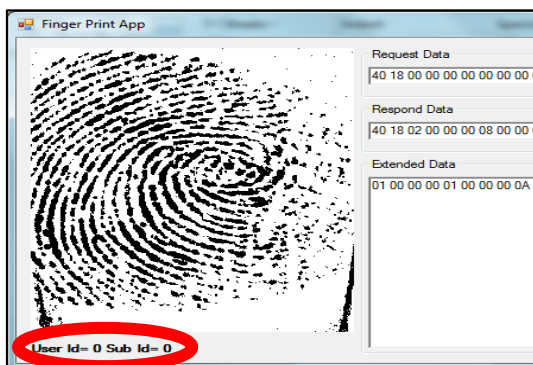 Finger Print App
Request Data
40 18 00 00 00 00 00 00 00
Respond Data
40 18 02 00 00 00 08 00 00
Extended Data
01 00 00 00 01 00 00 00 0A
User Id= 0 Sub Id= 0